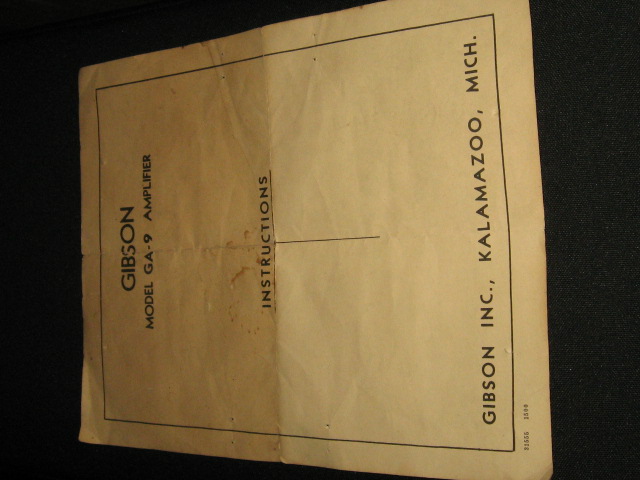 GIBSON
MODEL GA-9 AMPLIFIER
INSTRUCTIONS
GIBSON INC., KALAMAZOO, MICH.